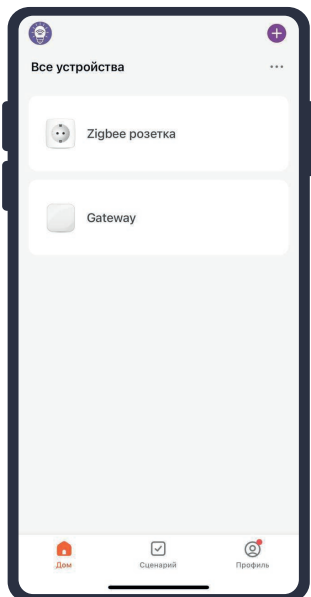 Все устройства
Zigbee розетка
Gateway
Дом
Сценарий
Профиль